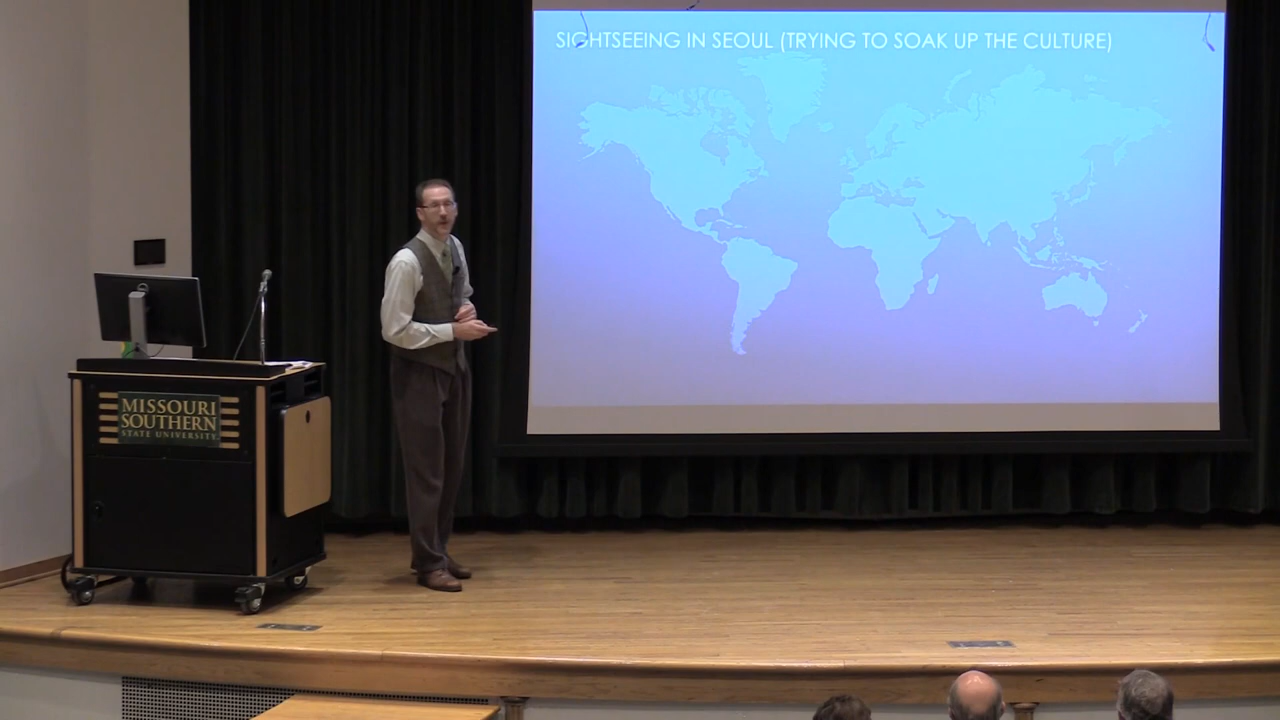 SIGHTSEEING IN SEOUL (TRYING TO SOAK UP THE CULTURE)
MISSOURI
SOUTHERN
STATE UNIVERSITY